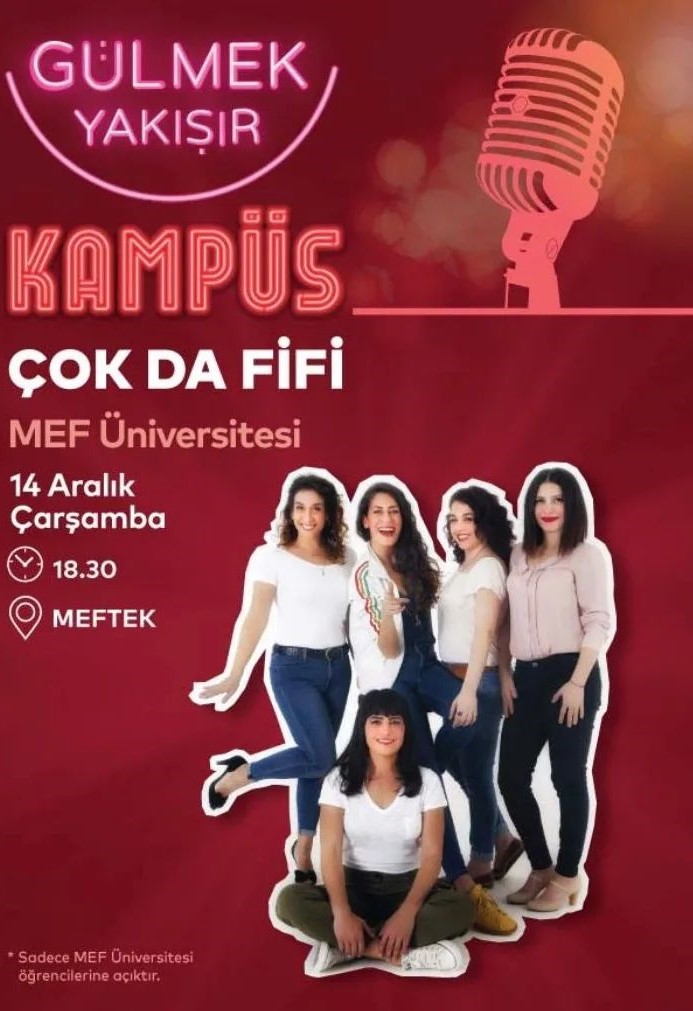 GÜLMEK
YAKIŞIR
KAMPÜS
ÇOK DA FİFİ
MEF Üniversitesi
14 Aralık
Çarşamba
18.30
MEFTEK
* Sadece MEF Üniversitesi
öğrencilerine açıktır.